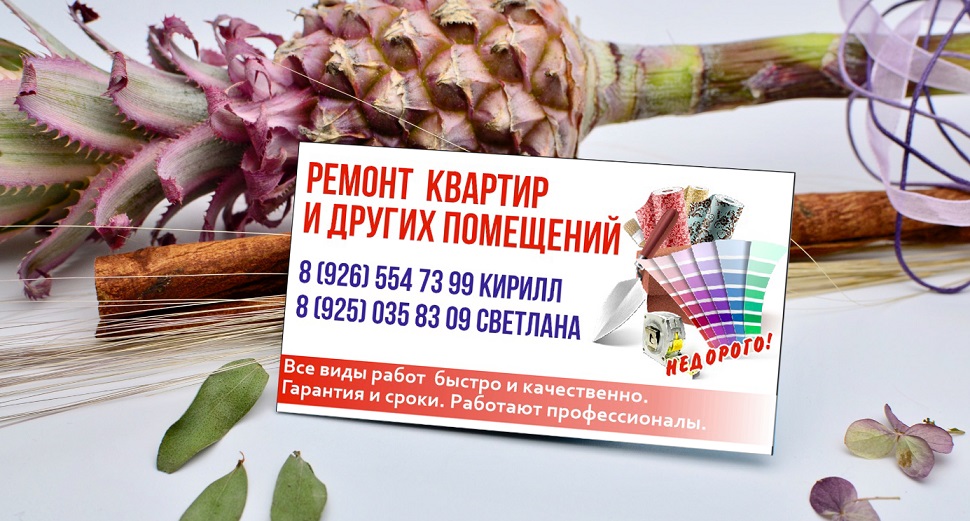 РЕМОНТ КВАРТИР
И ДРУГИХ ПОМЕЩЕНИЙ
8 (926) 554 73 99 КИРИЛЛ
8 (925) 035 83 09 СВЕТЛАНА
НЕДОРОГО!
Все виды работ быстро и качественно.
Гарантия и сроки. Работают профессионалы.